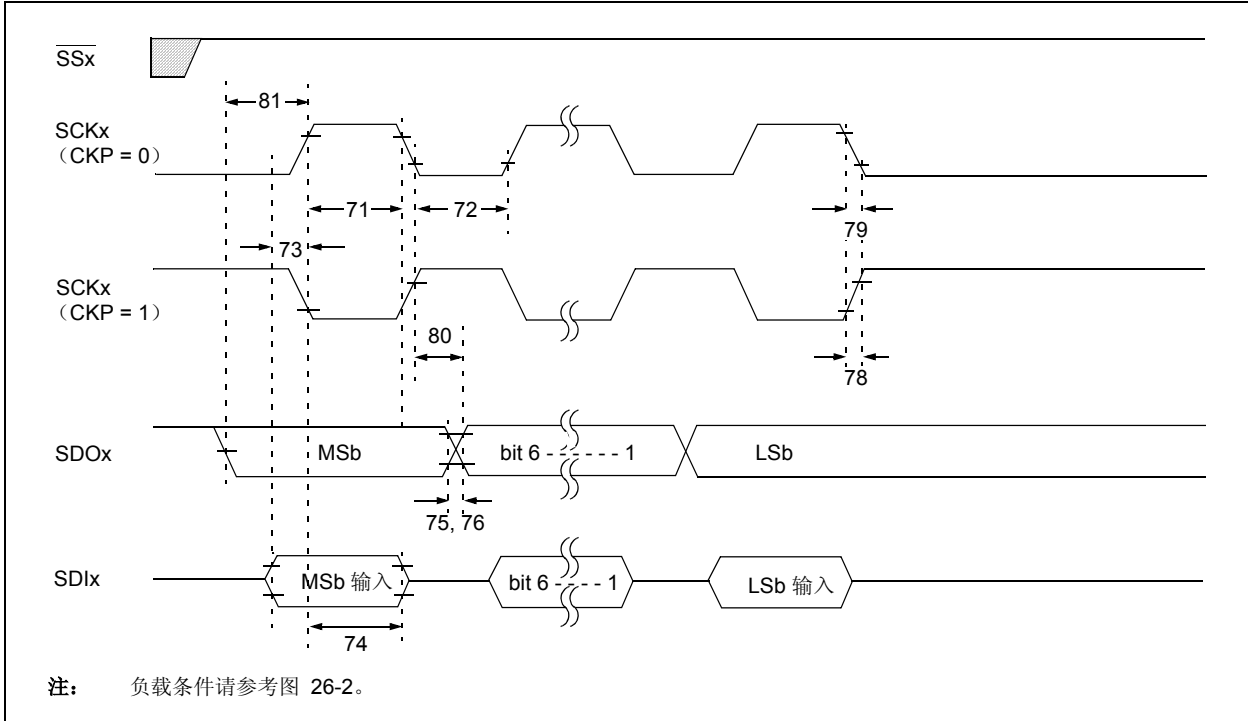 SSx
81
SCKx
（CKP = 0）
71
72
79
73
SCKx
（CKP = 1）
80
78
SDOx
MSb
bit 6 - - - - - - 1
LSb
75, 76
SDIx
MSb 输入
bit 6 - - - - 1
LSb 输入
74
注： 负载条件请参考图 26-2。